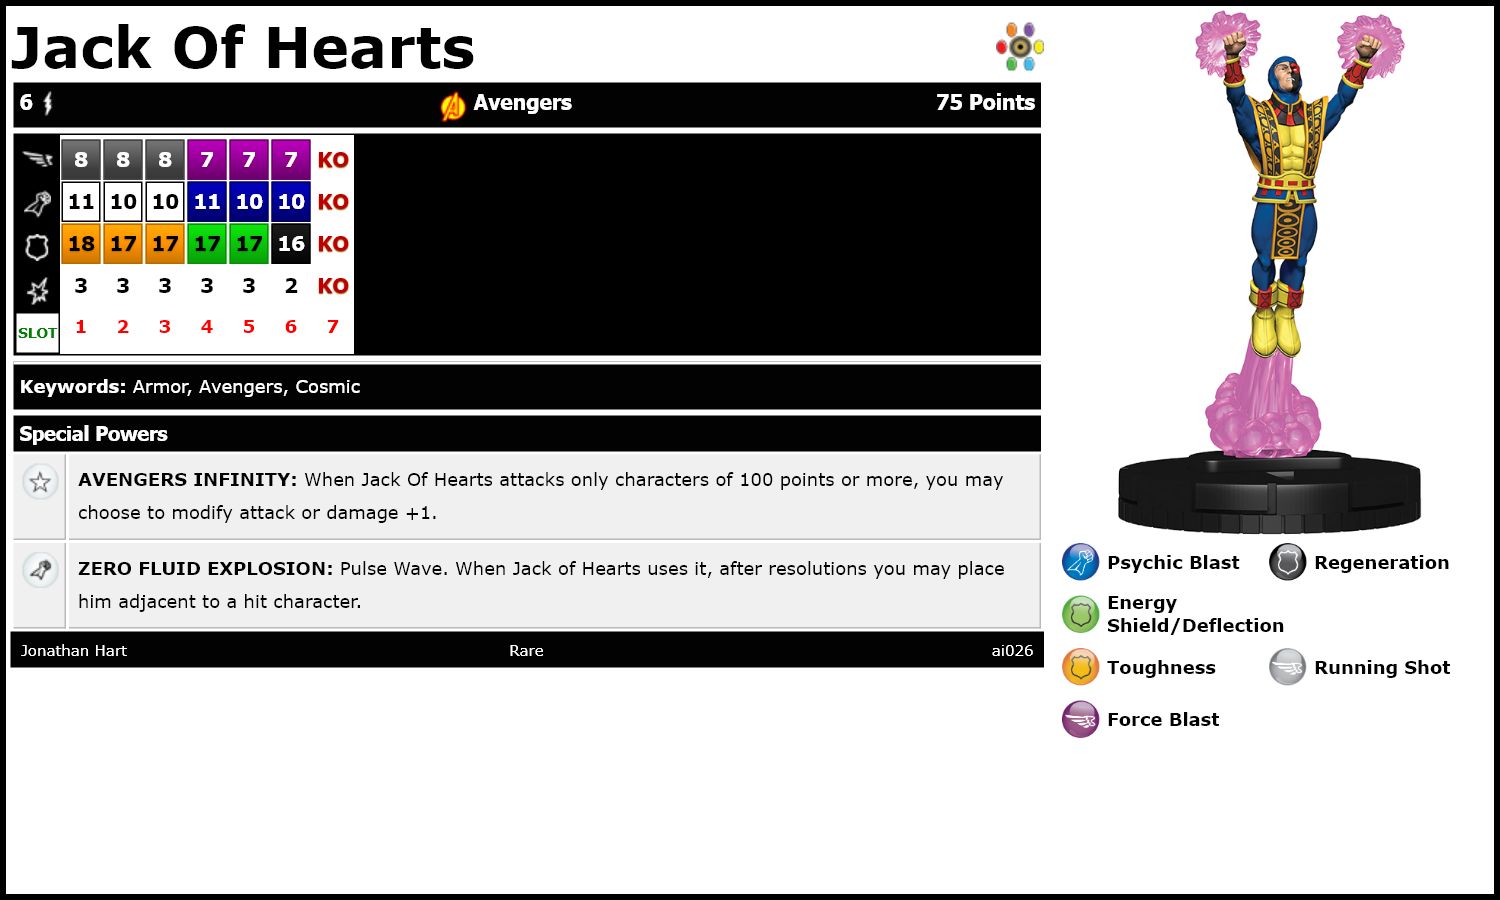 Jack Of Hearts
6 Avengers 75 Points
8 8 8 7 7 7 KO
11 10 10 11 10 10 KO
18 17 17 17 17 16 KO
3 3 3 3 3 2 KO
SLOT 1 2 3 4 5 6 7
Keywords: Armor, Avengers, Cosmic
Special Powers
AVENGERS INFINITY: When Jack Of Hearts attacks only characters of 100 points or more, you may
choose to modify attack or damage +1.
ZERO FLUID EXPLOSION: Pulse Wave. When Jack of Hearts uses it, after resolutions you may place
him adjacent to a hit character.
Jonathan Hart Rare ai026
Psychic Blast Regeneration
Energy
Shield/Deflection
Toughness Running Shot
Force Blast